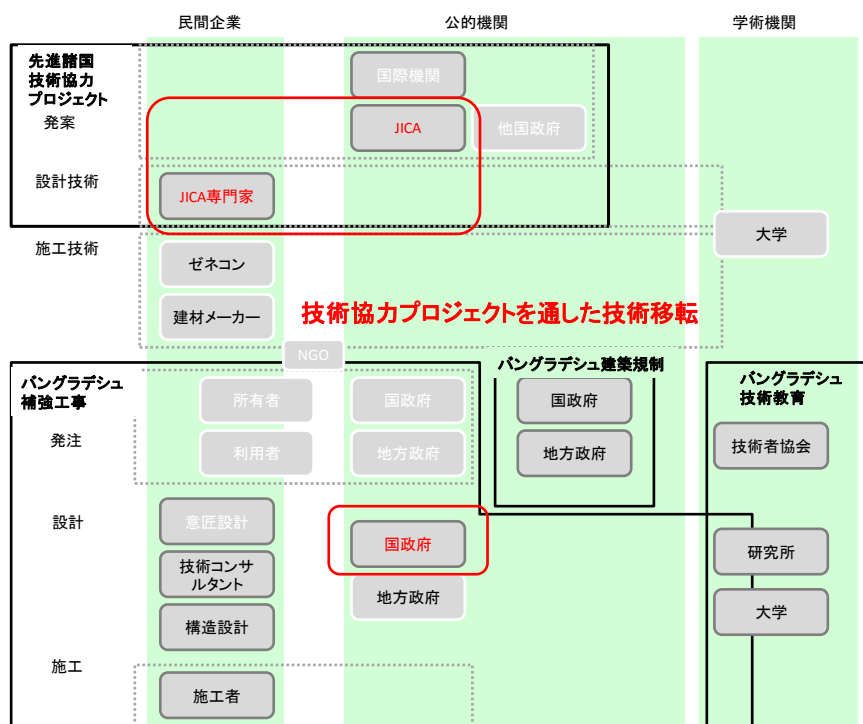 民間企業
公的機関
学術機関
先進諸国
技術協力
プロジェクト
国際機関
発案
JICA
他国政府
設計技術
JICA専門家
大学
施工技術
ゼネコン
建材メーカー
技術協力プロジェクトを通した技術移転
NGO
バングラデシュ
補強工事
バングラデシュ建築規制
バングラデシュ
技術教育
所有者
国政府
国政府
発注
利用者
地方政府
地方政府
技術者協会
設計
意匠設計
国政府
研究所
技術コンサ
ルタント
地方政府
大学
構造設計
施工
施工者